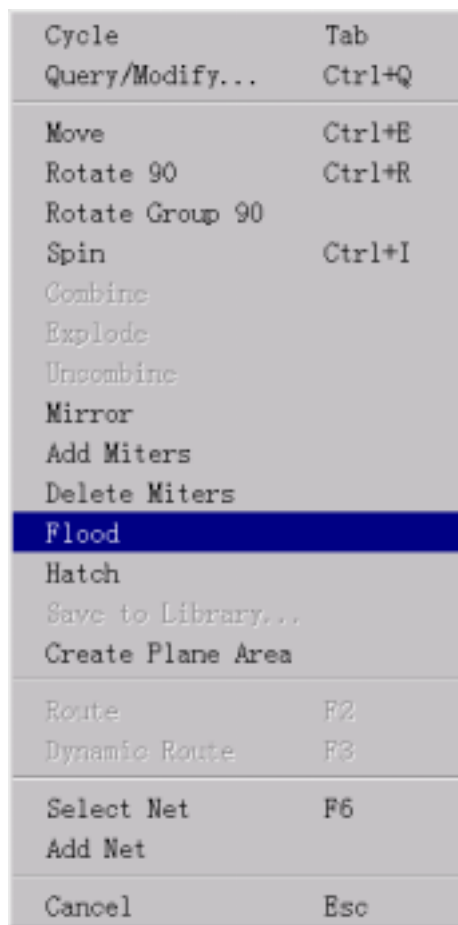 Cycle Tab
Query/Modify... Ctrl+Q
Move Ctrl+E
Rotate 90 Ctrl+R
Rotate Group 90
Spin Ctrl+I
Combine
Explode
Uncombine
Mirror
Add Miters
Delete Miters
Flood
Hatch
Save to Library...
Create Plane Area
Route F2
Dynamic Route F3
Select Net F6
Add Net
Cancel Esc